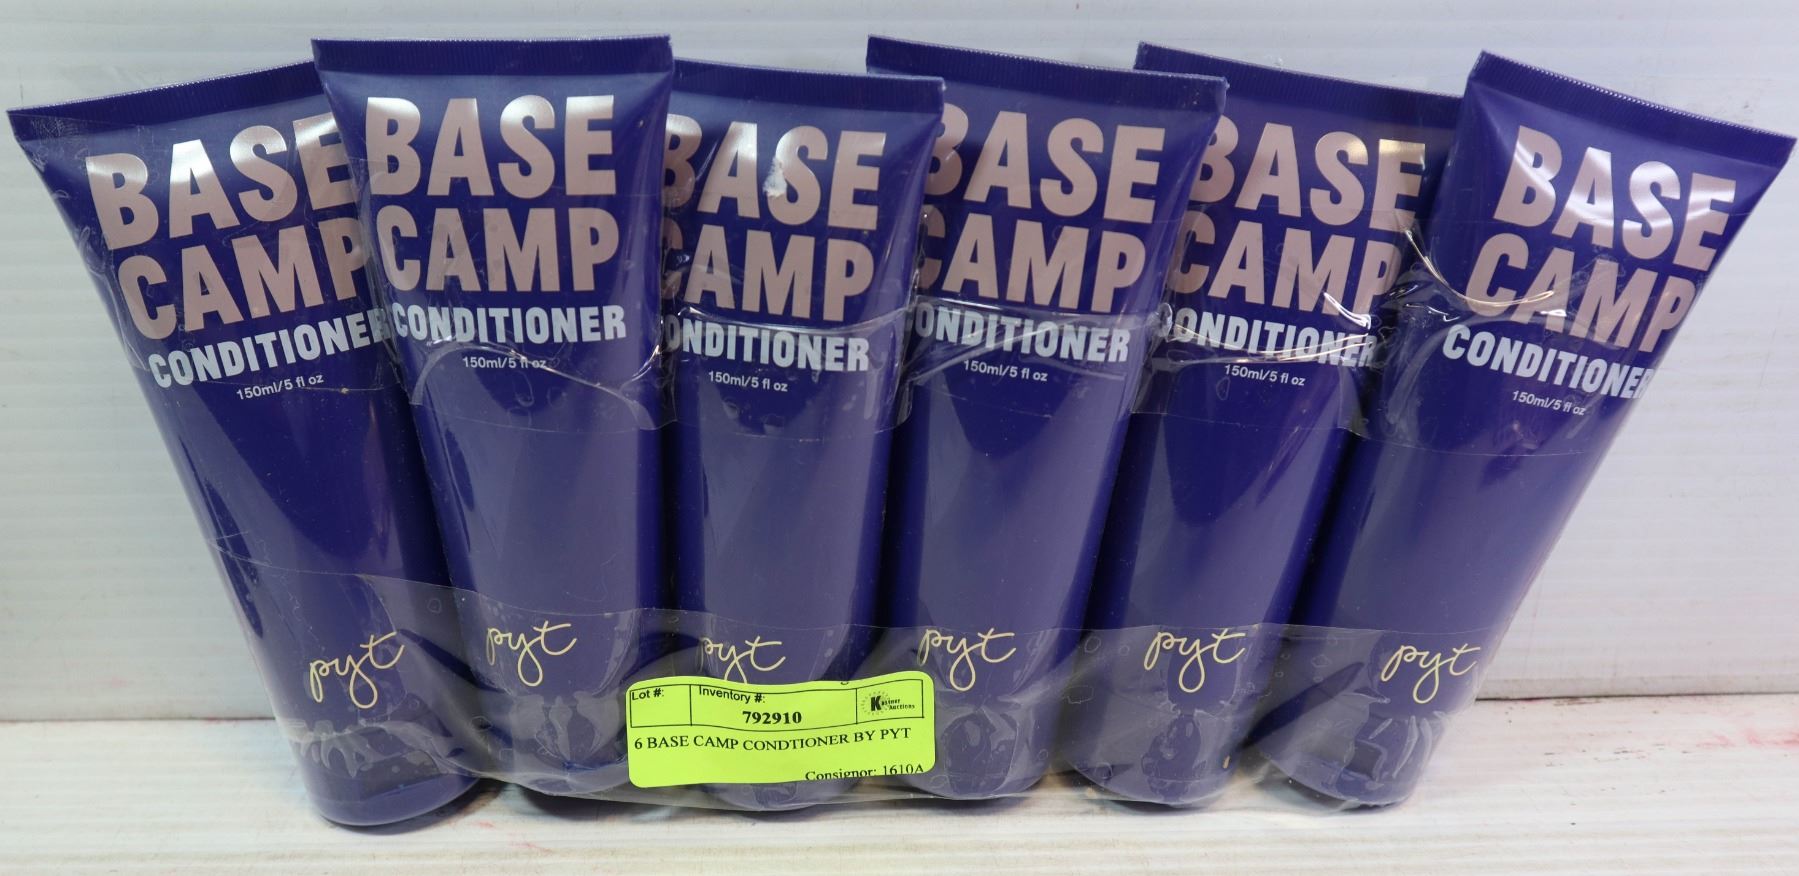 BASE
CAMP
CONDITIONER
150ml/5 fl oz
pyt
BASE
CAMP
CONDITIONER
150ml/5 fl oz
pyt
BASE
CAMP
CONDITIONER
150ml/5 fl oz
pyt
BASE
CAMP
CONDITIONER
150ml/5 fl oz
pyt
BASE
CAMP
CONDITIONER
150ml/5 fl oz
pyt
BASE
CAMP
CONDITIONER
150ml/5 fl oz
pyt
Lot #:
Inventory #:
792910
Kastner
Auctions
6 BASE CAMP CONDTIONER BY PYT
Consignor: 1610A